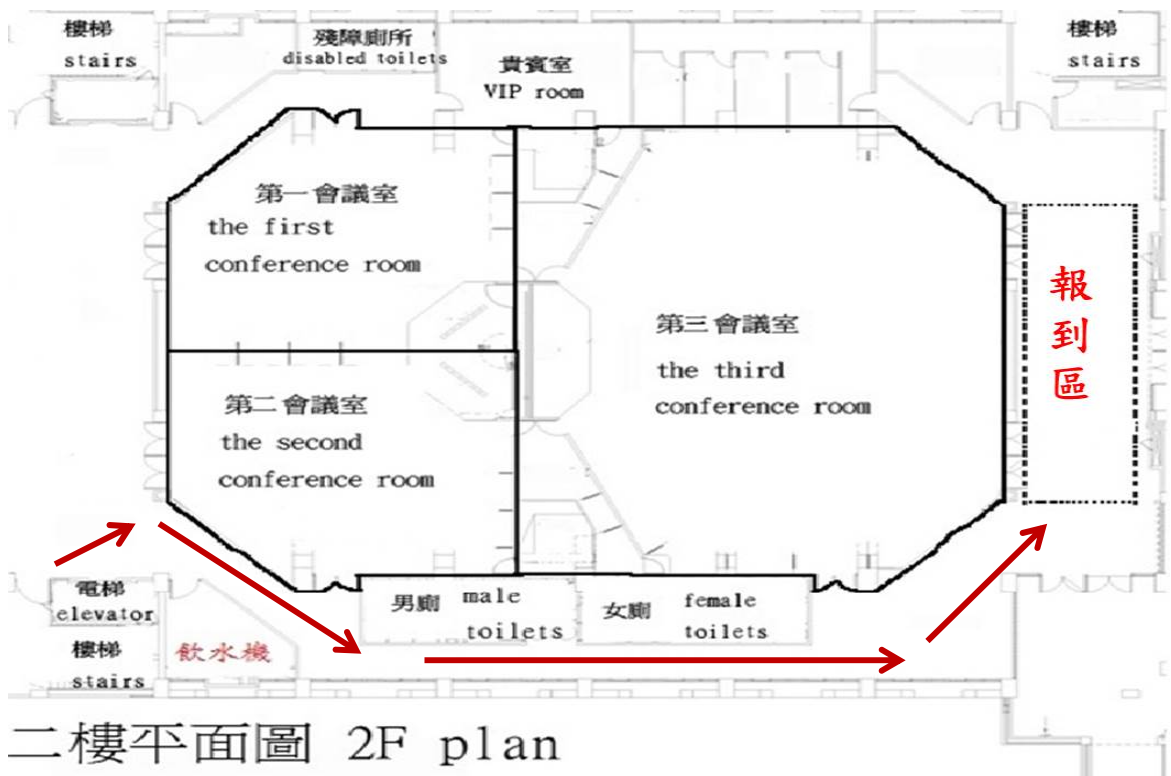 樓梯
stairs
殘障廁所
disabled toilets
貴賓室
VIP room
樓梯
stairs
第一會議室
the first
conference room
第二會議室
the second
conference room
第三會議室
the third
conference room
報到區
電梯
elevator
樓梯
stairs
飲水機
男廁 male
toilets
女廁 female
toilets
二樓平面圖 2F plan